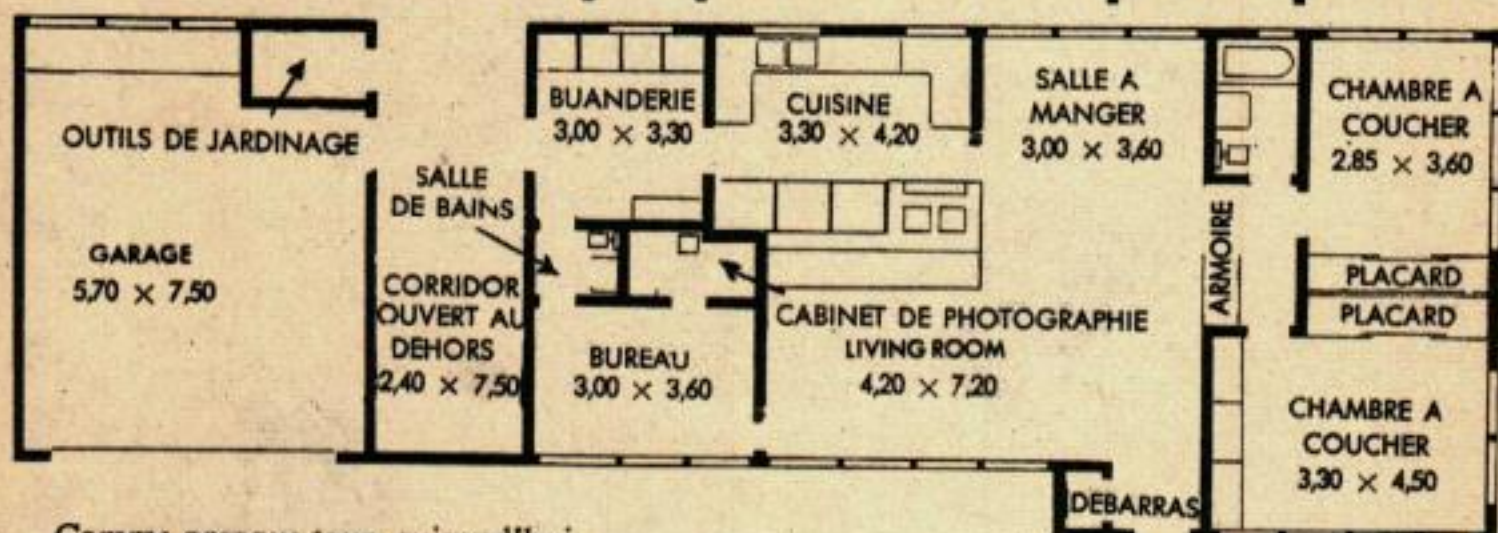 OUTILS DE JARDINAGE
GARAGE
5,70 × 7,50
CORRIDOR
OUVERT AU
DEHORS
2,40 × 7,50
SALLE
DE BAINS
BUANDERIE
3,00 × 3,30
BUREAU
3,00 × 3,60
CUISINE
3,30 × 4,20
CABINET DE PHOTOGRAPHIE
LIVING ROOM
4,20 × 7,20
SALLE A
MANGER
3,00 × 3,60
ARMOIRE
DEBARRAS
CHAMBRE A
COUCHER
2.85 × 3,60
PLACARD
PLACARD
CHAMBRE A
COUCHER
3,30 × 4,50